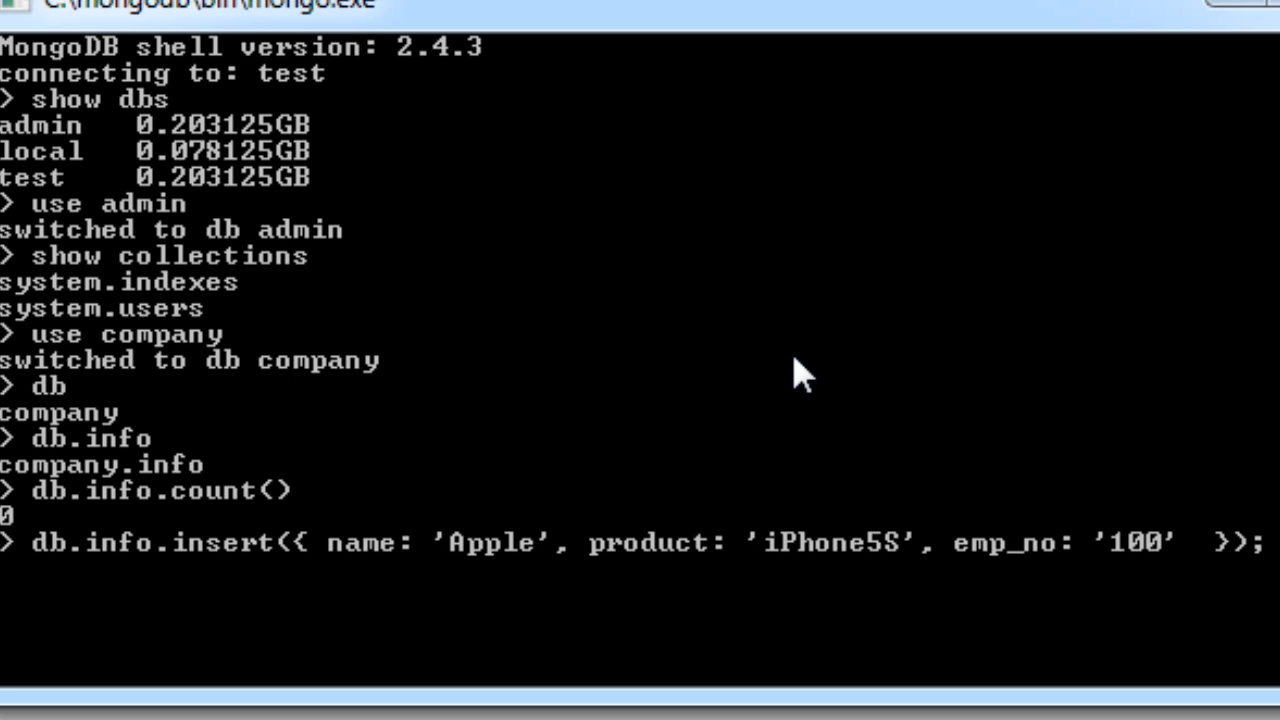 C:\mongodb\bin\mongo.exe
MongoDB shell version: 2.4.3
connecting to: test
> show dbs
admin   0.203125GB
local   0.078125GB
test    0.203125GB
> use admin
switched to db admin
> show collections
system.indexes
system.users
> use company
switched to db company
> db
company
> db.info
company.info
> db.info.count()
0
> db.info.insert({ name: 'Apple', product: 'iPhone5S', emp_no: '100'  });